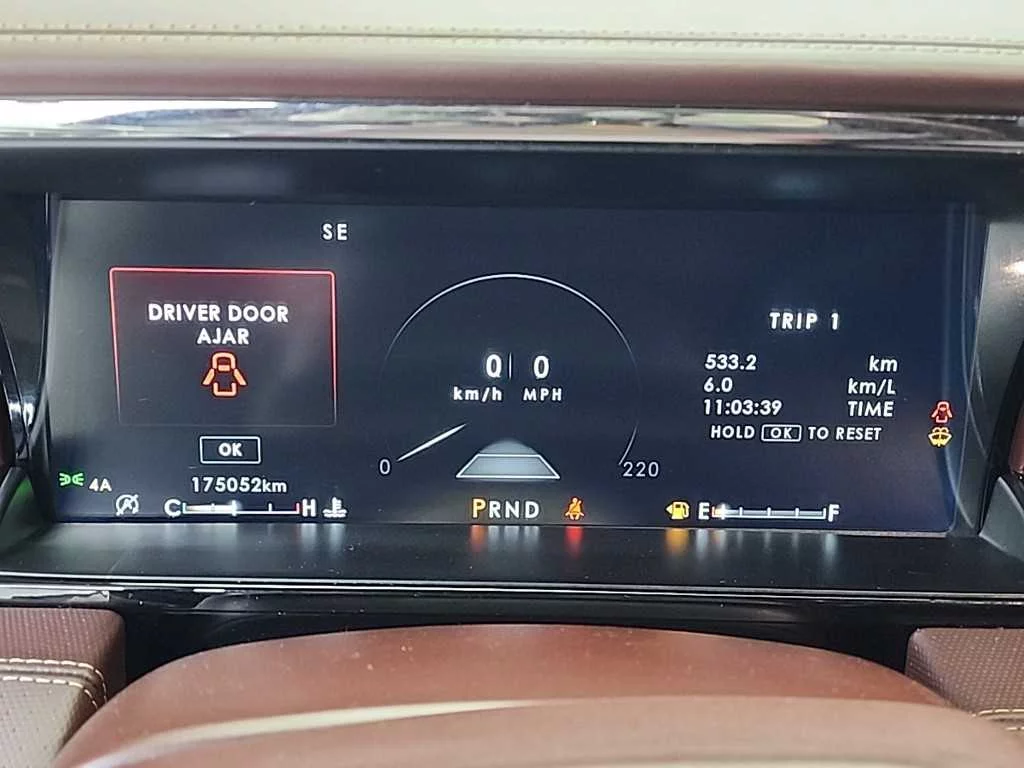 SE
DRIVER DOOR
AJAR
OK
4A
175052km
C H
0 0
km/h MPH
0 220
PRND
TRIP 1
533.2 km
6.0 km/L
11:03:39 TIME
HOLD OK TO RESET
E F